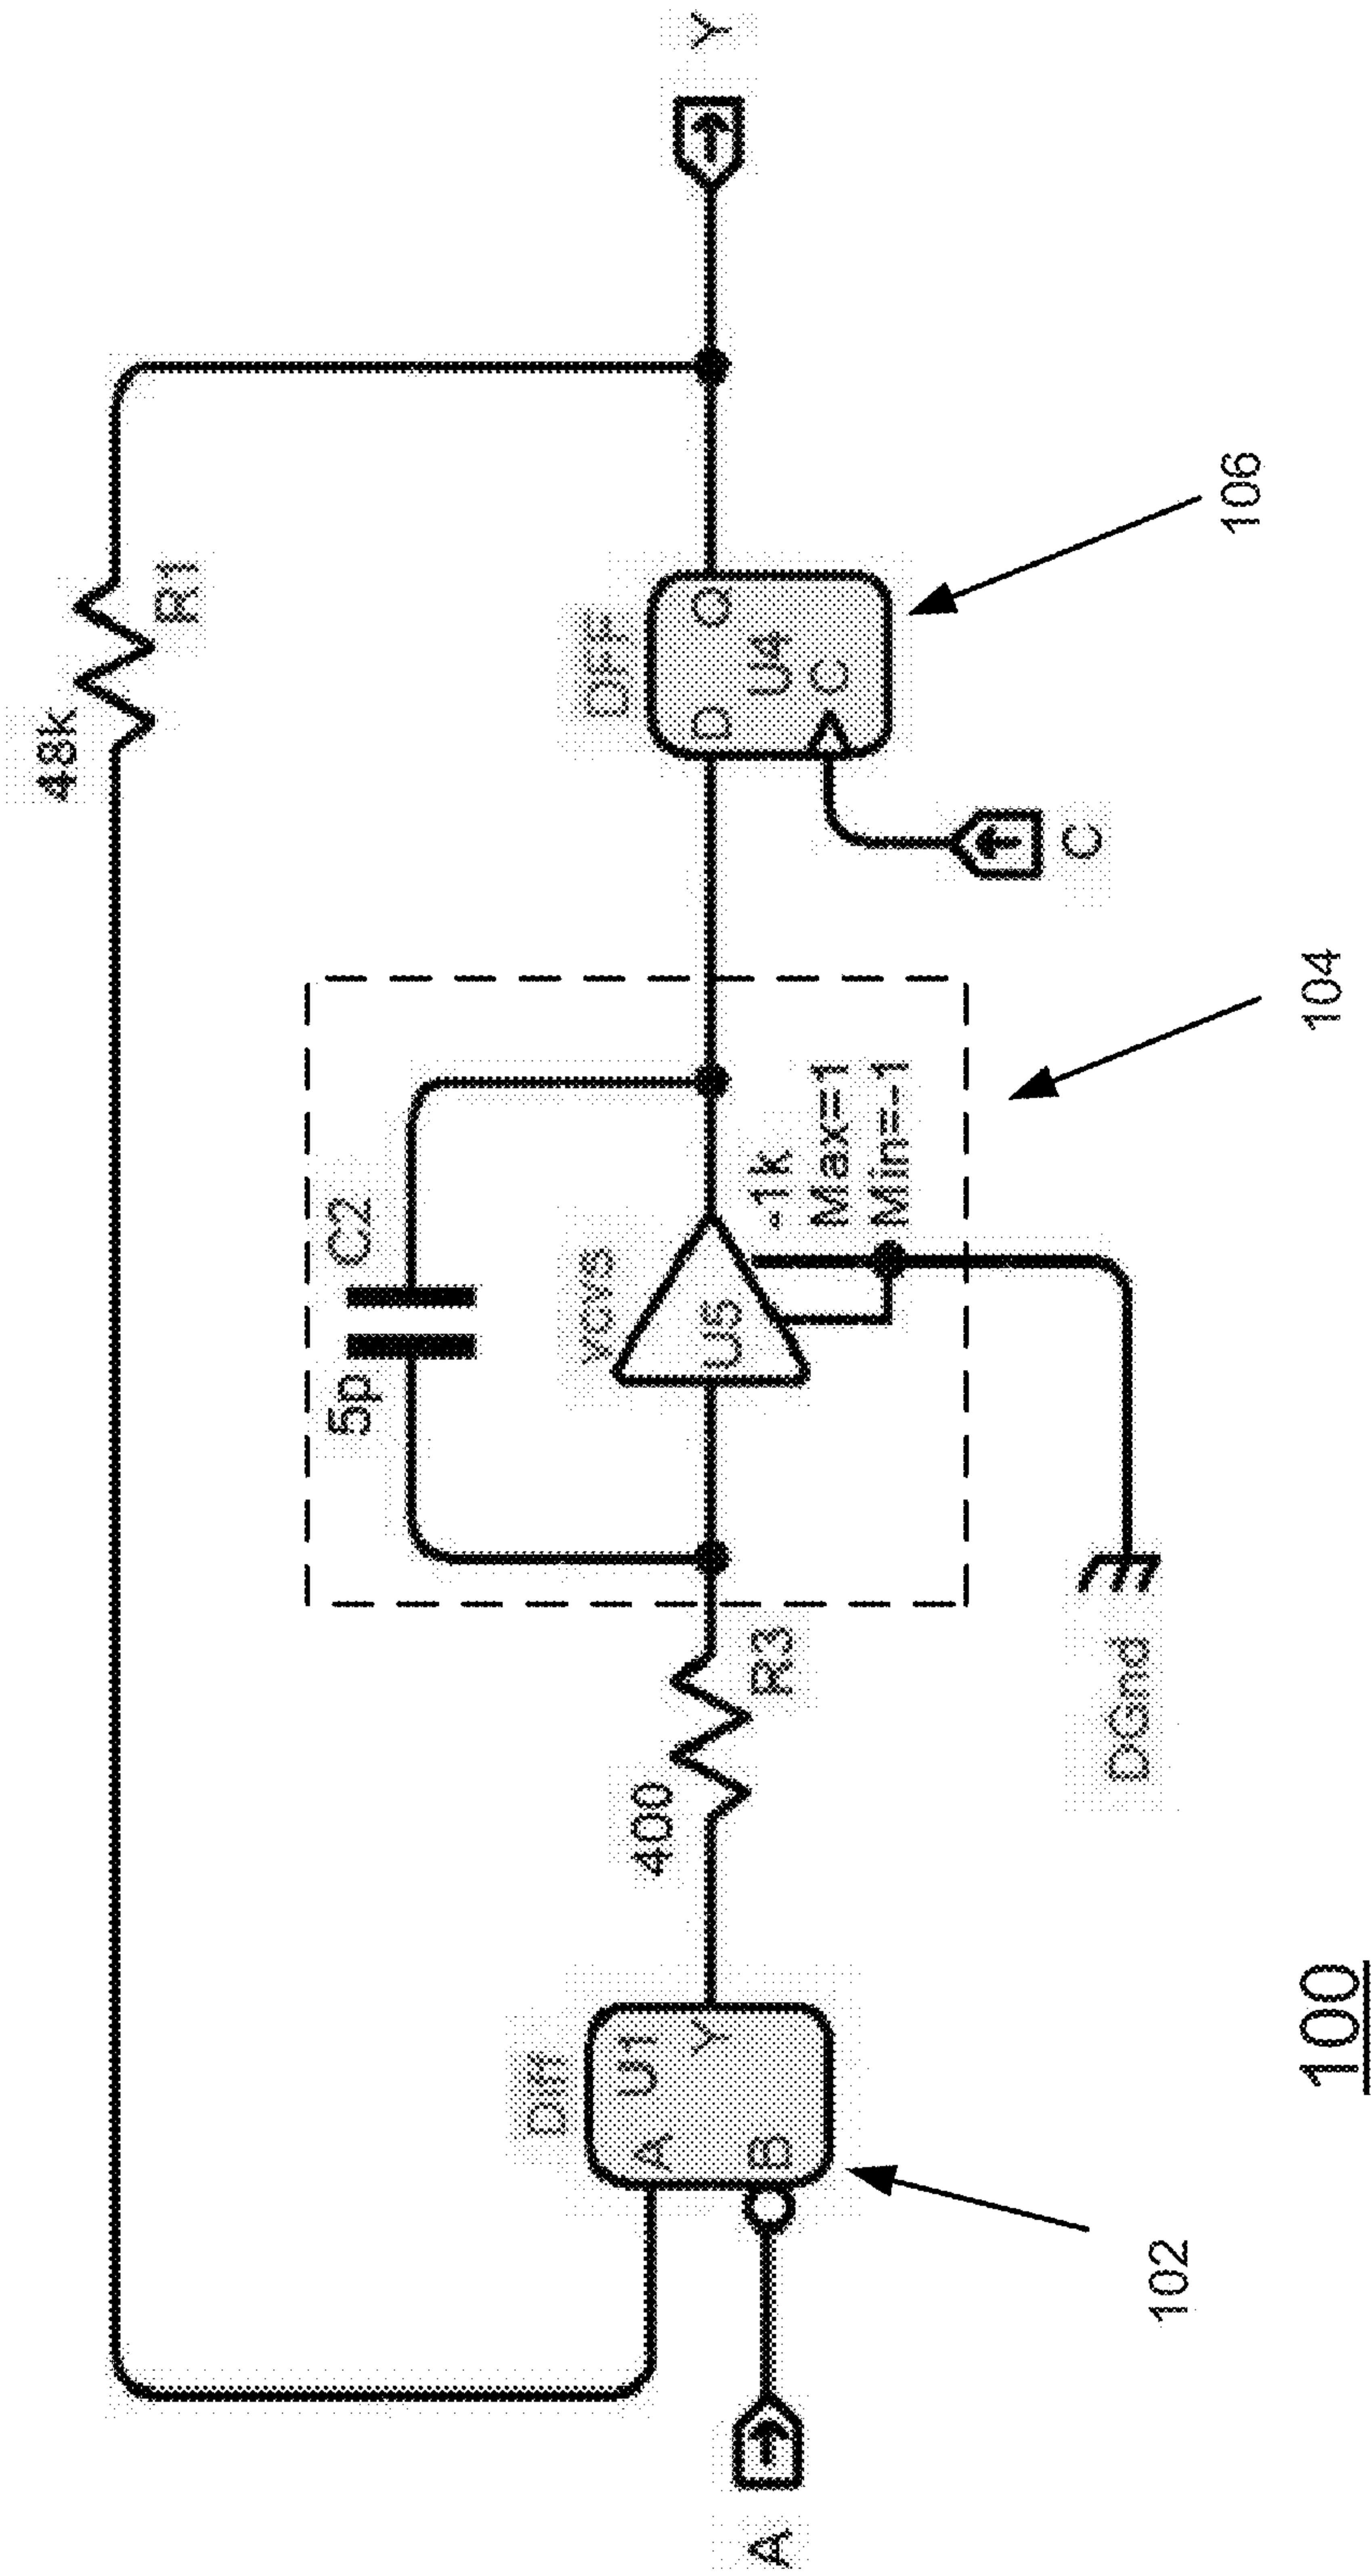 48k
R1
5p
C2
Diff
U1
A
Y
B
A
400
R3
vcvs
U5
-1k
Max=1
Min=-1
DFF
D
Q
U4
C
C
Y
DGnd
102
104
106
100